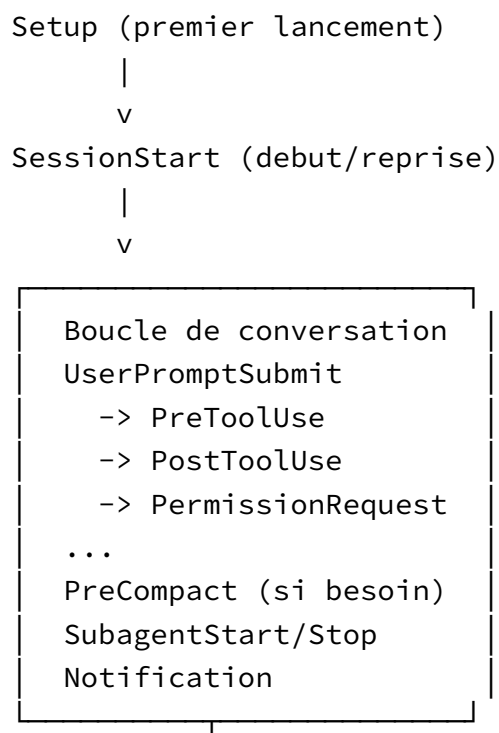 Setup (premier lancement)
|
v
SessionStart (debut/reprise)
|
v
Boucle de conversation
UserPromptSubmit
-> PreToolUse
-> PostToolUse
-> PermissionRequest
...
PreCompact (si besoin)
SubagentStart/Stop
Notification